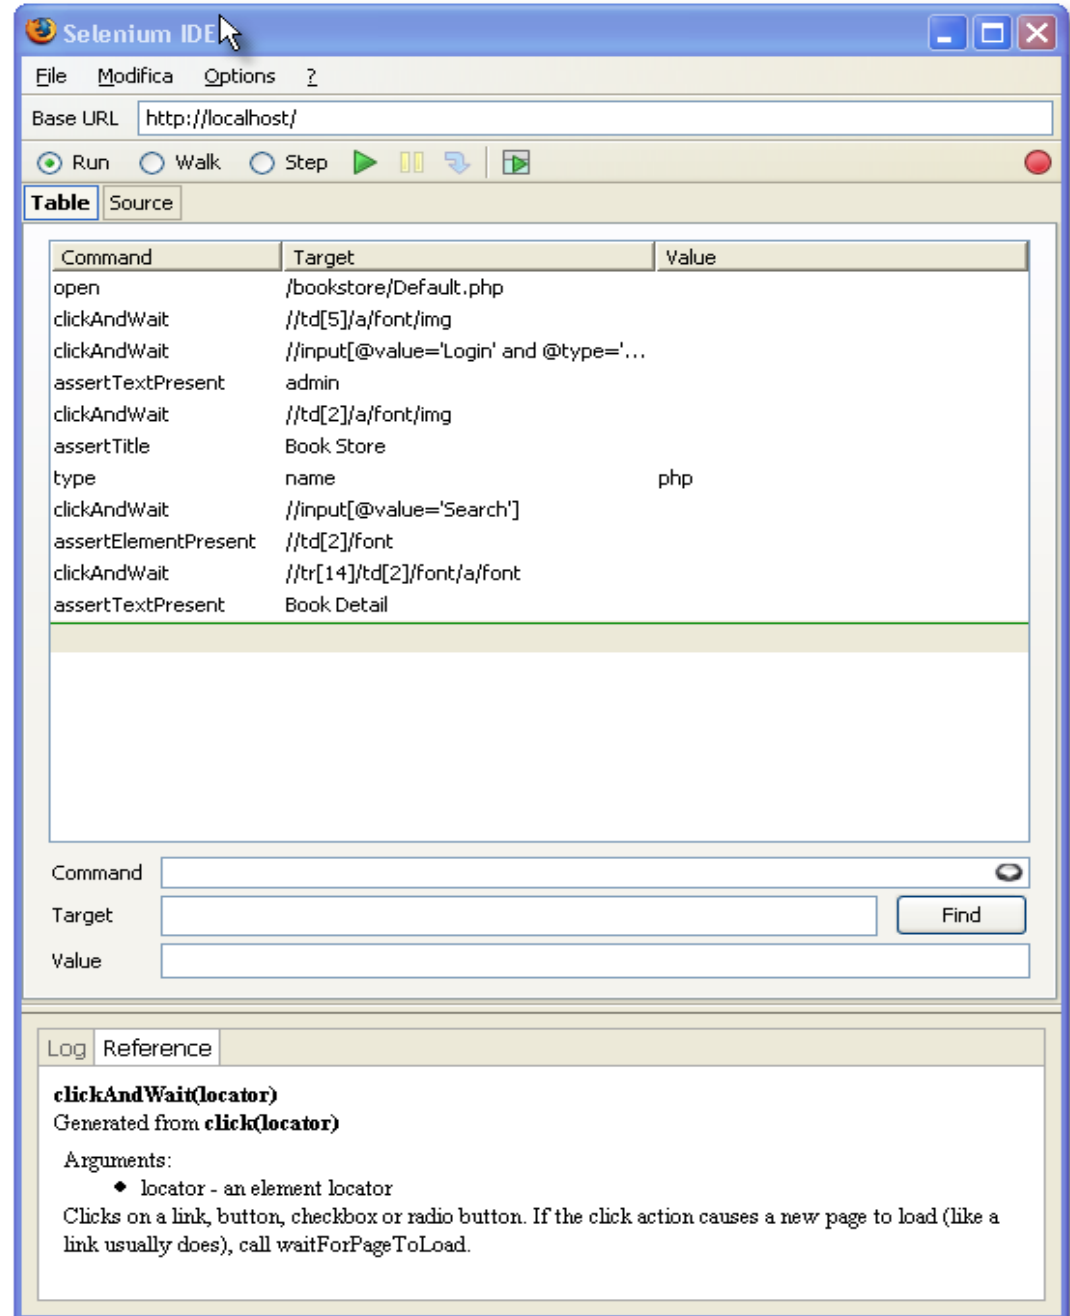 Selenium IDE
File Modifica Options ?
Base URL http://localhost/
Run Walk Step
Table Source
Command Target Value
open /bookstore/Default.php
clickAndWait //td[5]/a/font/img
clickAndWait //input[@value='Login' and @type='...
assertTextPresent admin
clickAndWait //td[2]/a/font/img
assertTitle Book Store
type name php
clickAndWait //input[@value='Search']
assertElementPresent //td[2]/font
clickAndWait //tr[14]/td[2]/font/a/font
assertTextPresent Book Detail
Command
Target Find
Value
Log Reference
clickAndWait(locator)
Generated from click(locator)
Arguments:
• locator - an element locator
Clicks on a link, button, checkbox or radio button. If the click action causes a new page to load (like a
link usually does), call waitForPageToLoad.